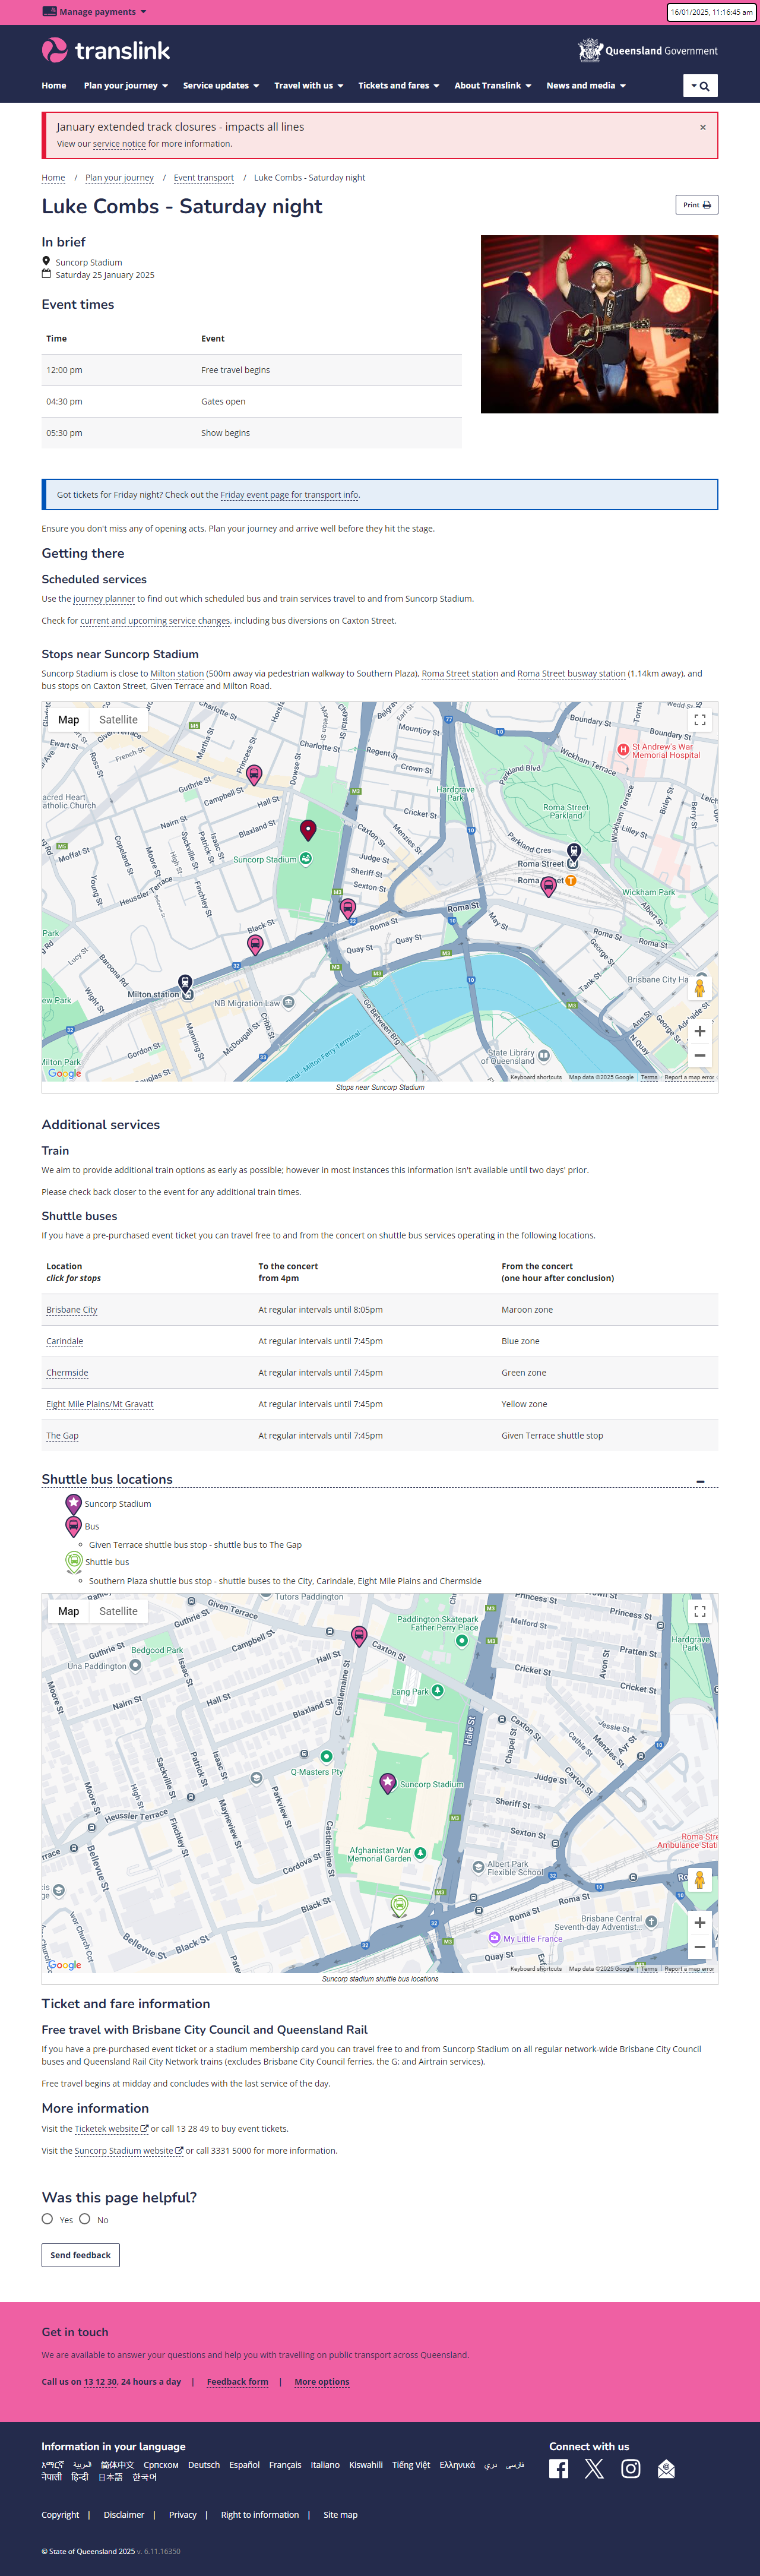 Manage payments
16/01/2025, 11:16:45 am
translink
Queensland Government
Home Plan your journey Service updates Travel with us Tickets and fares About Translink News and media
January extended track closures - impacts all lines
×
View our service notice for more information.
Home / Plan your journey / Event transport / Luke Combs - Saturday night
Luke Combs - Saturday night
Print
In brief
Suncorp Stadium
Saturday 25 January 2025
Event times
Time Event
12:00 pm Free travel begins
04:30 pm Gates open
05:30 pm Show begins
Got tickets for Friday night? Check out the Friday event page for transport info.
Ensure you don't miss any of opening acts. Plan your journey and arrive well before they hit the stage.
Getting there
Scheduled services
Use the journey planner to find out which scheduled bus and train services travel to and from Suncorp Stadium.
Check for current and upcoming service changes, including bus diversions on Caxton Street.
Stops near Suncorp Stadium
Suncorp Stadium is close to Milton station (500m away via pedestrian walkway to Southern Plaza), Roma Street station and Roma Street busway station (1.14km away), and
bus stops on Caxton Street, Given Terrace and Milton Road.
Map Satellite
St Andrew's War
Memorial Hospital
Hardgrave
Park
Roma Street
Parkland
Suncorp Stadium
Roma Street
Wickham Park
Milton station
NB Migration Law
State Library
of Queensland
Google
Keyboard shortcuts Map data ©2025 Google Terms Report a map error
Stops near Suncorp Stadium
Additional services
Train
We aim to provide additional train options as early as possible; however in most instances this information isn't available until two days' prior.
Please check back closer to the event for any additional train times.
Shuttle buses
If you have a pre-purchased event ticket you can travel free to and from the concert on shuttle bus services operating in the following locations.
Location To the concert From the concert
click for stops from 4pm (one hour after conclusion)
Brisbane City At regular intervals until 8:05pm Maroon zone
Carindale At regular intervals until 7:45pm Blue zone
Chermside At regular intervals until 7:45pm Green zone
Eight Mile Plains/Mt Gravatt At regular intervals until 7:45pm Yellow zone
The Gap At regular intervals until 7:45pm Given Terrace shuttle stop
Shuttle bus locations
Suncorp Stadium
Bus
Given Terrace shuttle bus stop - shuttle bus to The Gap
Shuttle bus
Southern Plaza shuttle bus stop - shuttle buses to the City, Carindale, Eight Mile Plains and Chermside
Map Satellite
Tutors Paddington
Paddington Skatepark
Father Perry Place
Bedgood Park
Una Paddington
Lang Park
Q-Masters Pty
Suncorp Stadium
Afghanistan War
Memorial Garden
Albert Park
Flexible School
Brisbane Central
Seventh-day Adventist...
My Little France
Google
Keyboard shortcuts Map data ©2025 Google Terms Report a map error
Suncorp stadium shuttle bus locations
Ticket and fare information
Free travel with Brisbane City Council and Queensland Rail
If you have a pre-purchased event ticket or a stadium membership card you can travel free to and from Suncorp Stadium on all regular network-wide Brisbane City Council
buses and Queensland Rail City Network trains (excludes Brisbane City Council ferries, the G: and Airtrain services).
Free travel begins at midday and concludes with the last service of the day.
More information
Visit the Ticketek website or call 13 28 49 to buy event tickets.
Visit the Suncorp Stadium website or call 3331 5000 for more information.
Was this page helpful?
Yes No
Send feedback
Get in touch
We are available to answer your questions and help you with travelling on public transport across Queensland.
Call us on 13 12 30, 24 hours a day | Feedback form | More options
Information in your language
Connect with us
አማርኛ العربية 简体中文 Српском Deutsch Español Français Italiano Kiswahili Tiếng Việt Ελληνικά دري فارسی
नेपाली हिन्दी 日本語 한국어
Copyright | Disclaimer | Privacy | Right to information | Site map
© State of Queensland 2025 v. 6.11.16350